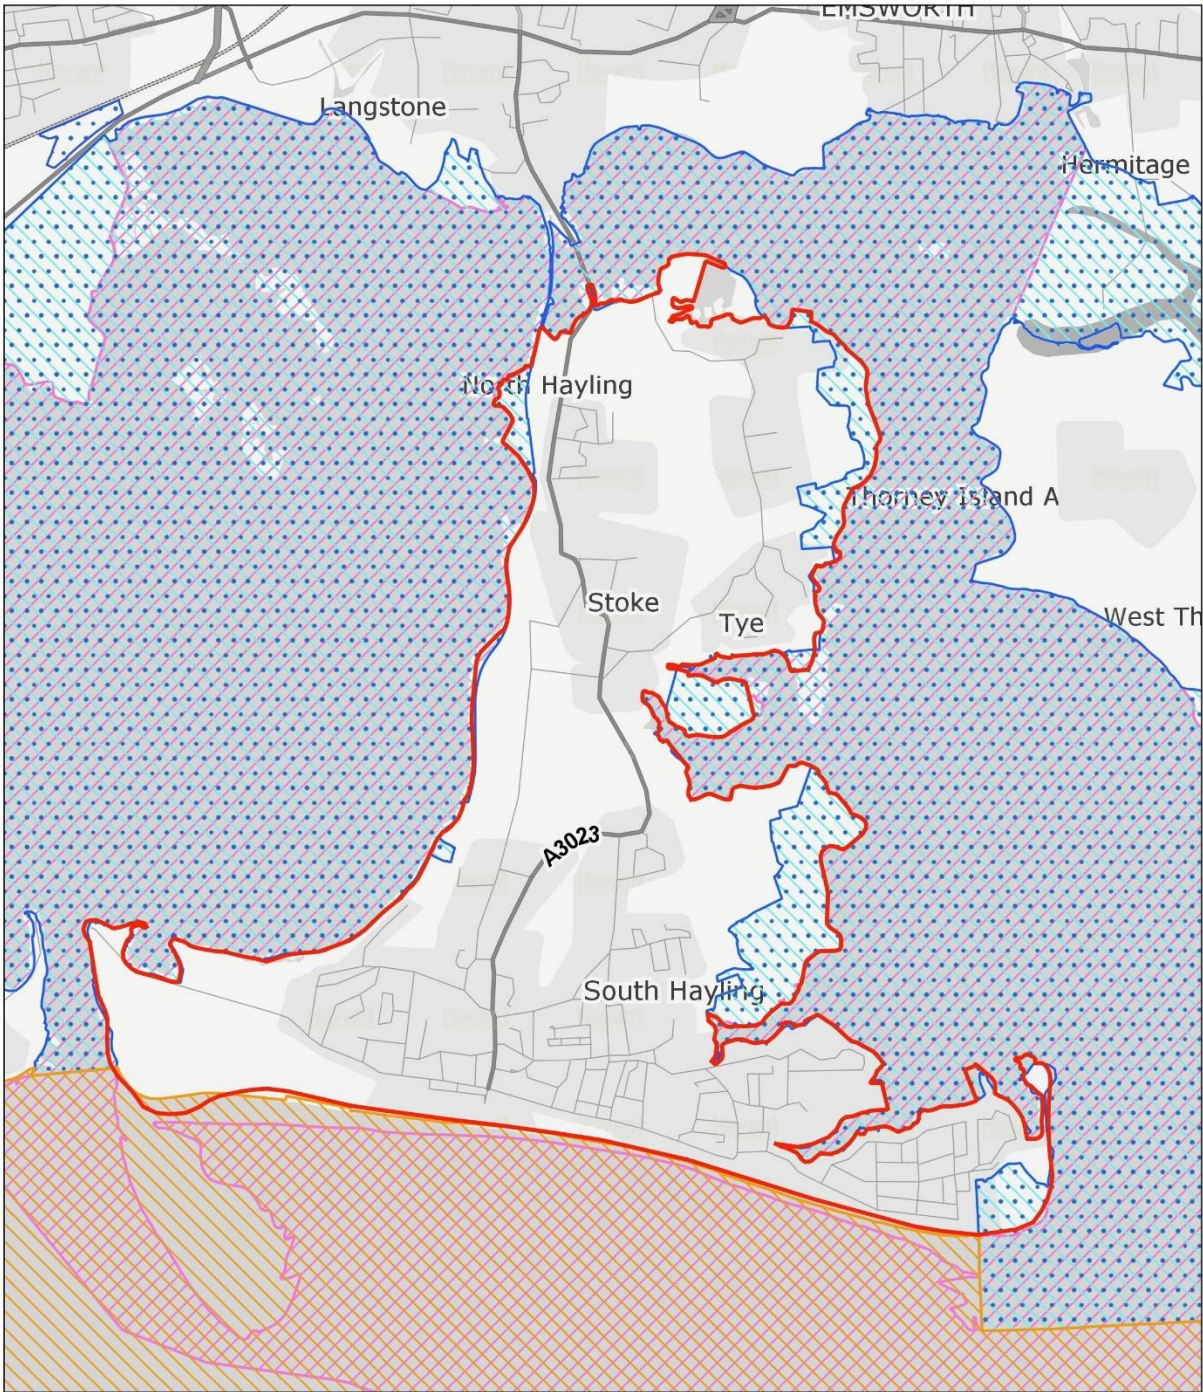 EMSWORTH
Langstone
Hermitage
North Hayling
Thorney Island A
Stoke
Tye
West Th
A3023
South Hayling